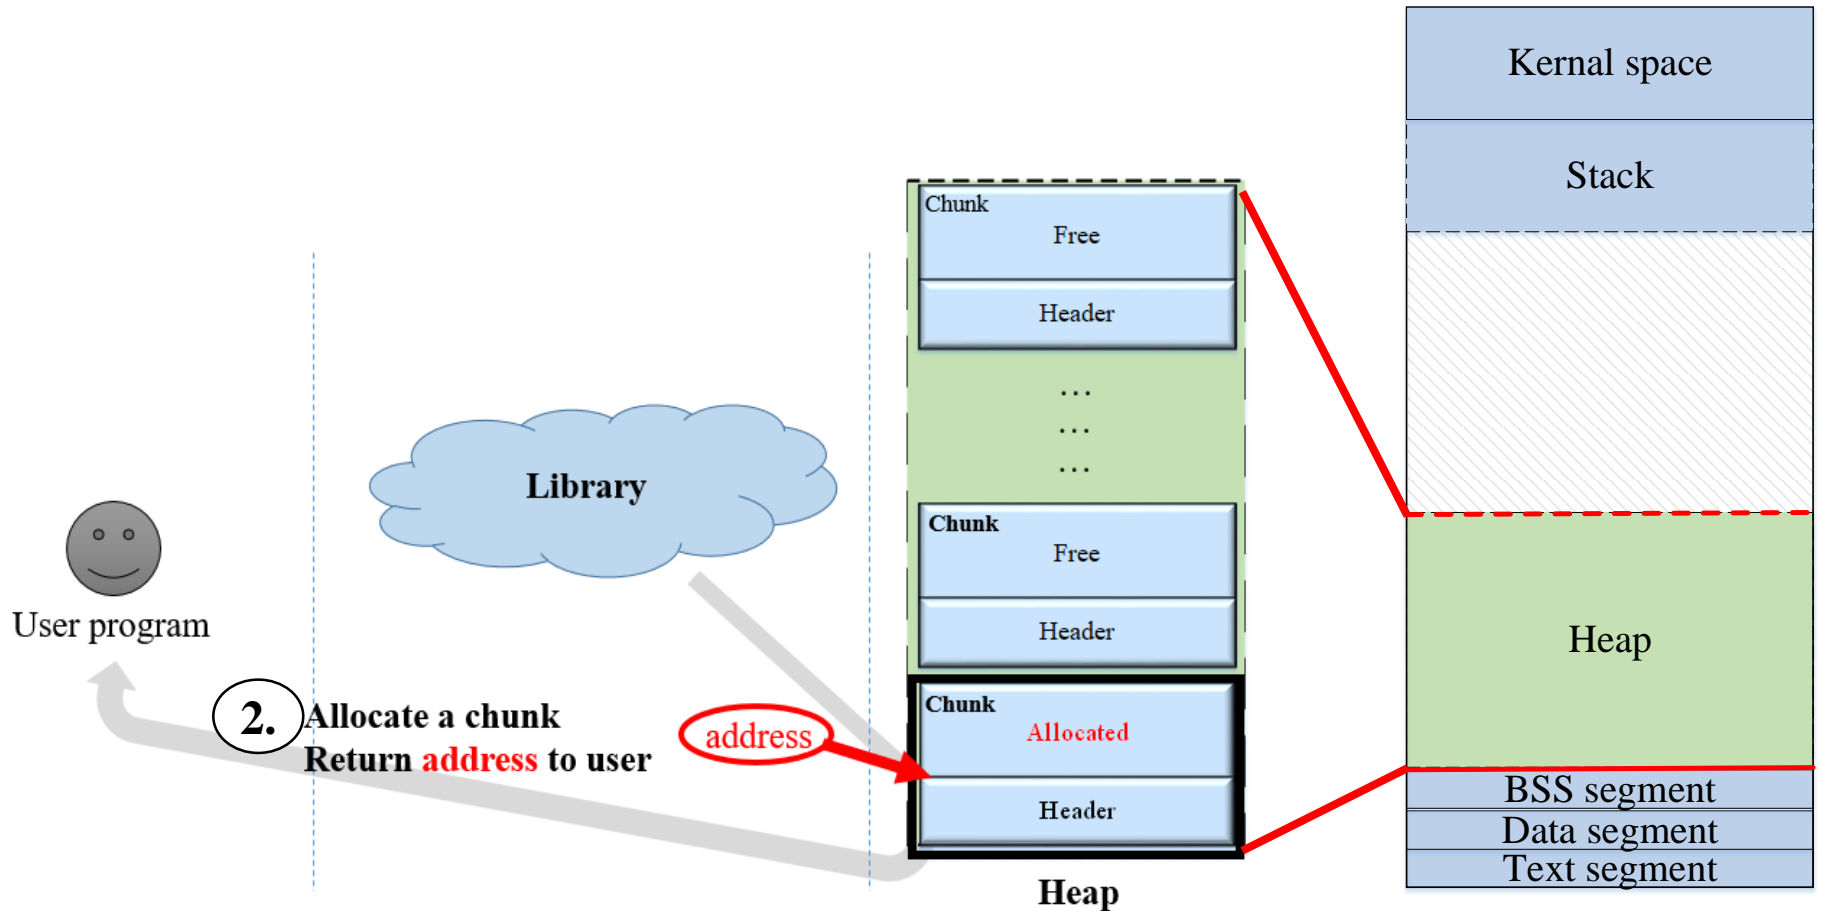 Kernal space
Stack
Chunk
Free
Header
...
...
...
Library
Chunk
Free
Header
User program
Heap
Chunk
Allocated
2. Allocate a chunk
Return address to user
address
Header
BSS segment
Data segment
Text segment
Heap